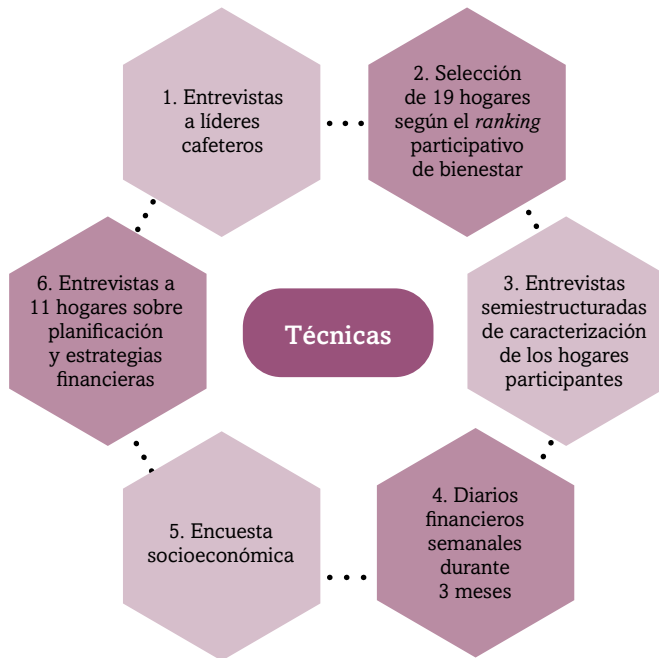 1. Entrevistas
a líderes
cafeteros
2. Selección
de 19 hogares
según el ranking
participativo
de bienestar
3. Entrevistas
semiestructuradas
de caracterización
de los hogares
participantes
4. Diarios
financieros
semanales
durante
3 meses
5. Encuesta
socioeconómica
6. Entrevistas a
11 hogares sobre
planificación
y estrategias
financieras
Técnicas